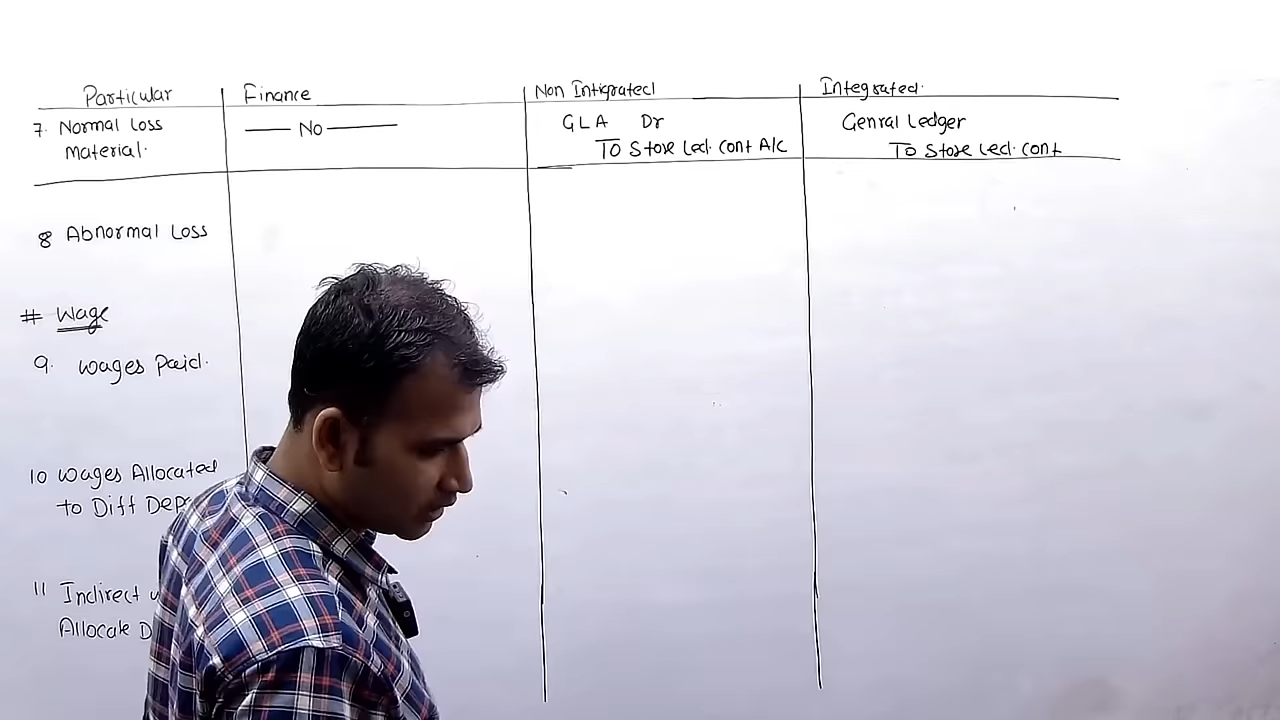 Particular Finance Non Intigrated Integrated.
7. Normal Loss Material. — No — GLA Dr To Store Led. Cont A/c Genral Ledger To Store Led. Cont
8 Abnormal Loss
# Wage
9. Wages Paid.
10 Wages Allocated
to Diff
11 Indirect
Allocate